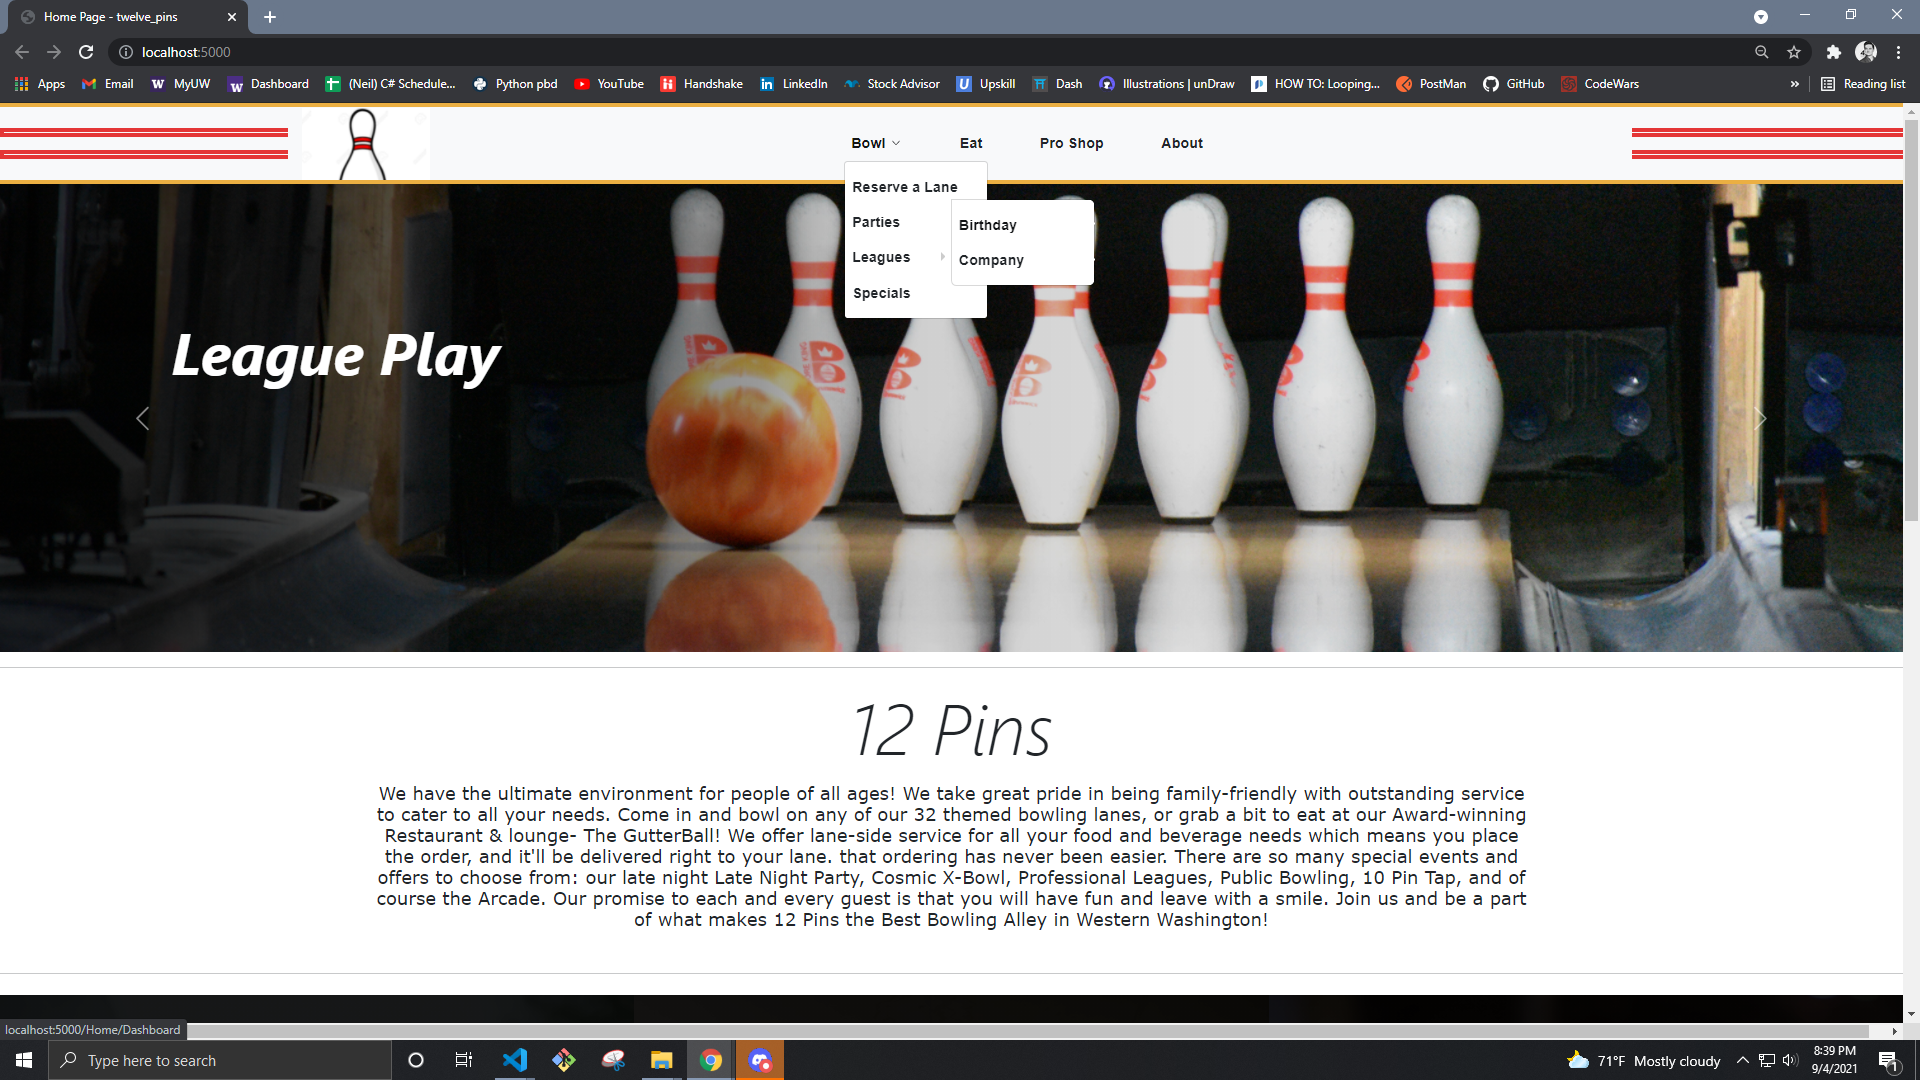 Home Page - twelve_pins
localhost:5000
Apps Email MyUW Dashboard (Neil) C# Schedule... Python pbd YouTube Handshake LinkedIn Stock Advisor Upskill Dash Illustrations | unDraw HOW TO: Looping... PostMan GitHub CodeWars » Reading list
Bowl Eat Pro Shop About
Reserve a Lane
Parties
Birthday
Leagues
Company
Specials
League Play
12 Pins
We have the ultimate environment for people of all ages! We take great pride in being family-friendly with outstanding service
to cater to all your needs. Come in and bowl on any of our 32 themed bowling lanes, or grab a bit to eat at our Award-winning
Restaurant & lounge- The GutterBall! We offer lane-side service for all your food and beverage needs which means you place
the order, and it'll be delivered right to your lane. that ordering has never been easier. There are so many special events and
offers to choose from: our late night Late Night Party, Cosmic X-Bowl, Professional Leagues, Public Bowling, 10 Pin Tap, and of
course the Arcade. Our promise to each and every guest is that you will have fun and leave with a smile. Join us and be a part
of what makes 12 Pins the Best Bowling Alley in Western Washington!
localhost:5000/Home/Dashboard
Type here to search
71°F Mostly cloudy
8:39 PM
9/4/2021
1